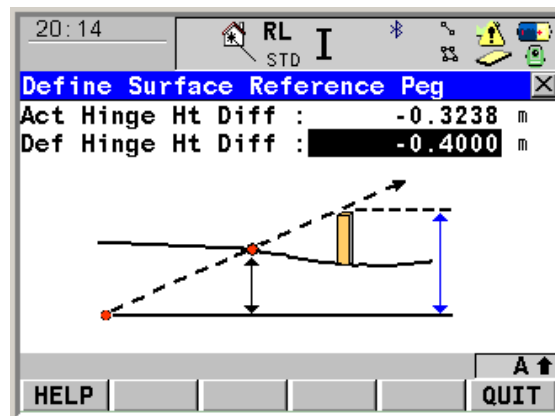 20:14
RL
STD
Define Surface Reference Peg
Act Hinge Ht Diff : -0.3238 m
Def Hinge Ht Diff : -0.4000 m
A
HELP QUIT